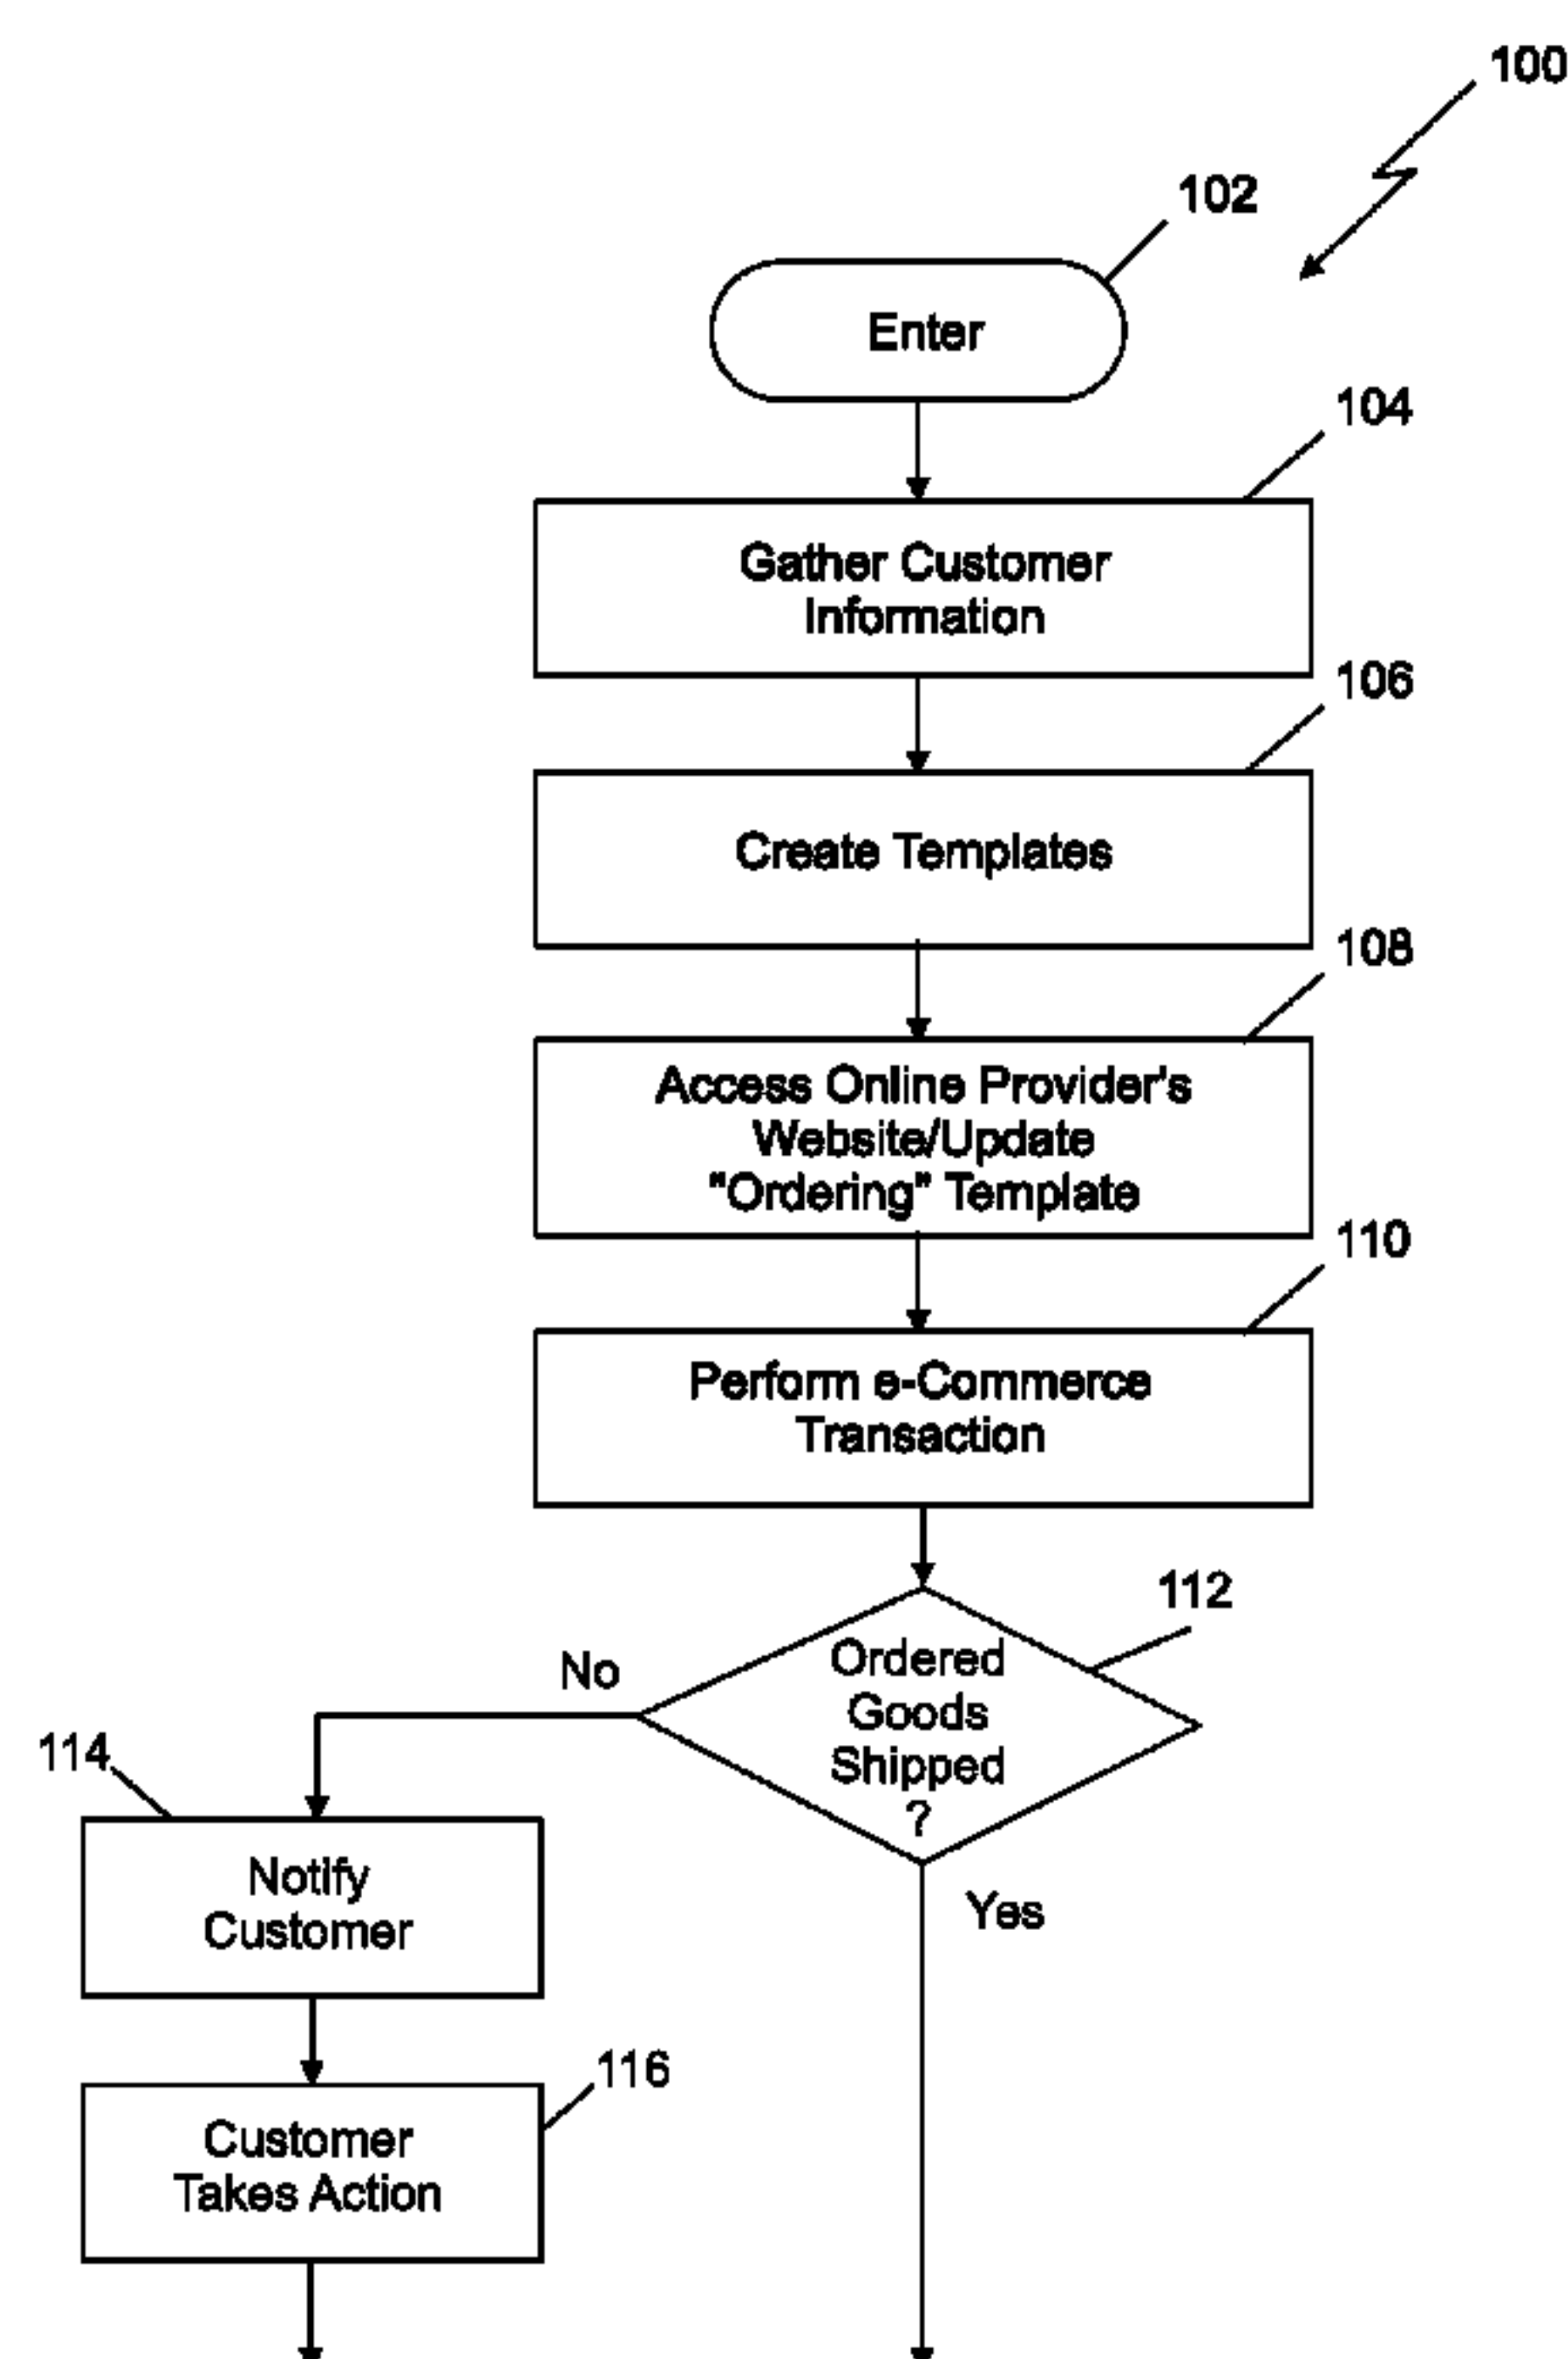 100
102
Enter
104
Gather Customer
Information
106
Create Templates
108
Access Online Provider's
Website/Update
"Ordering" Template
110
Perform e-Commerce
Transaction
112
Ordered
Goods
Shipped
?
No
Yes
114
Notify
Customer
116
Customer
Takes Action